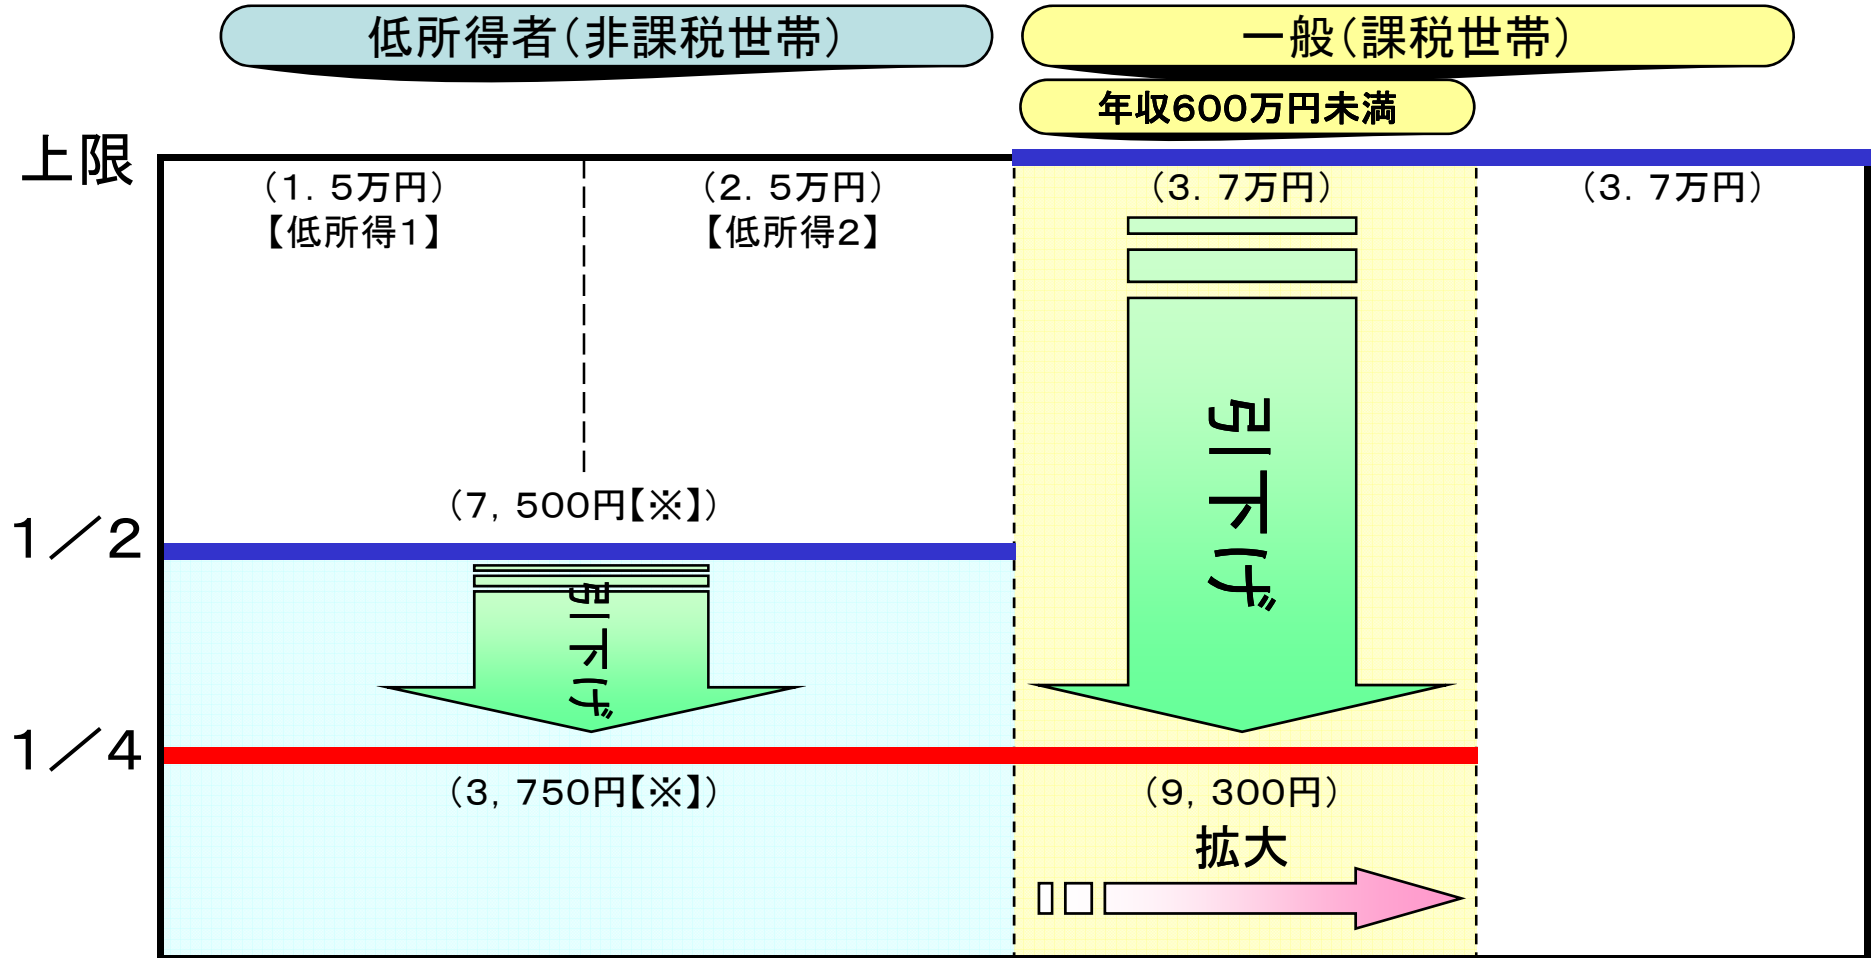 低所得者（非課税世帯）
一般（課税世帯）
年収６００万円未満
上限
（１．５万円）
【低所得１】
（２．５万円）
【低所得２】
（３．７万円）
（３．７万円）
引下げ
（７，５００円【※】）
１／２
引下げ
１／４
（３，７５０円【※】）
（９，３００円）
拡大